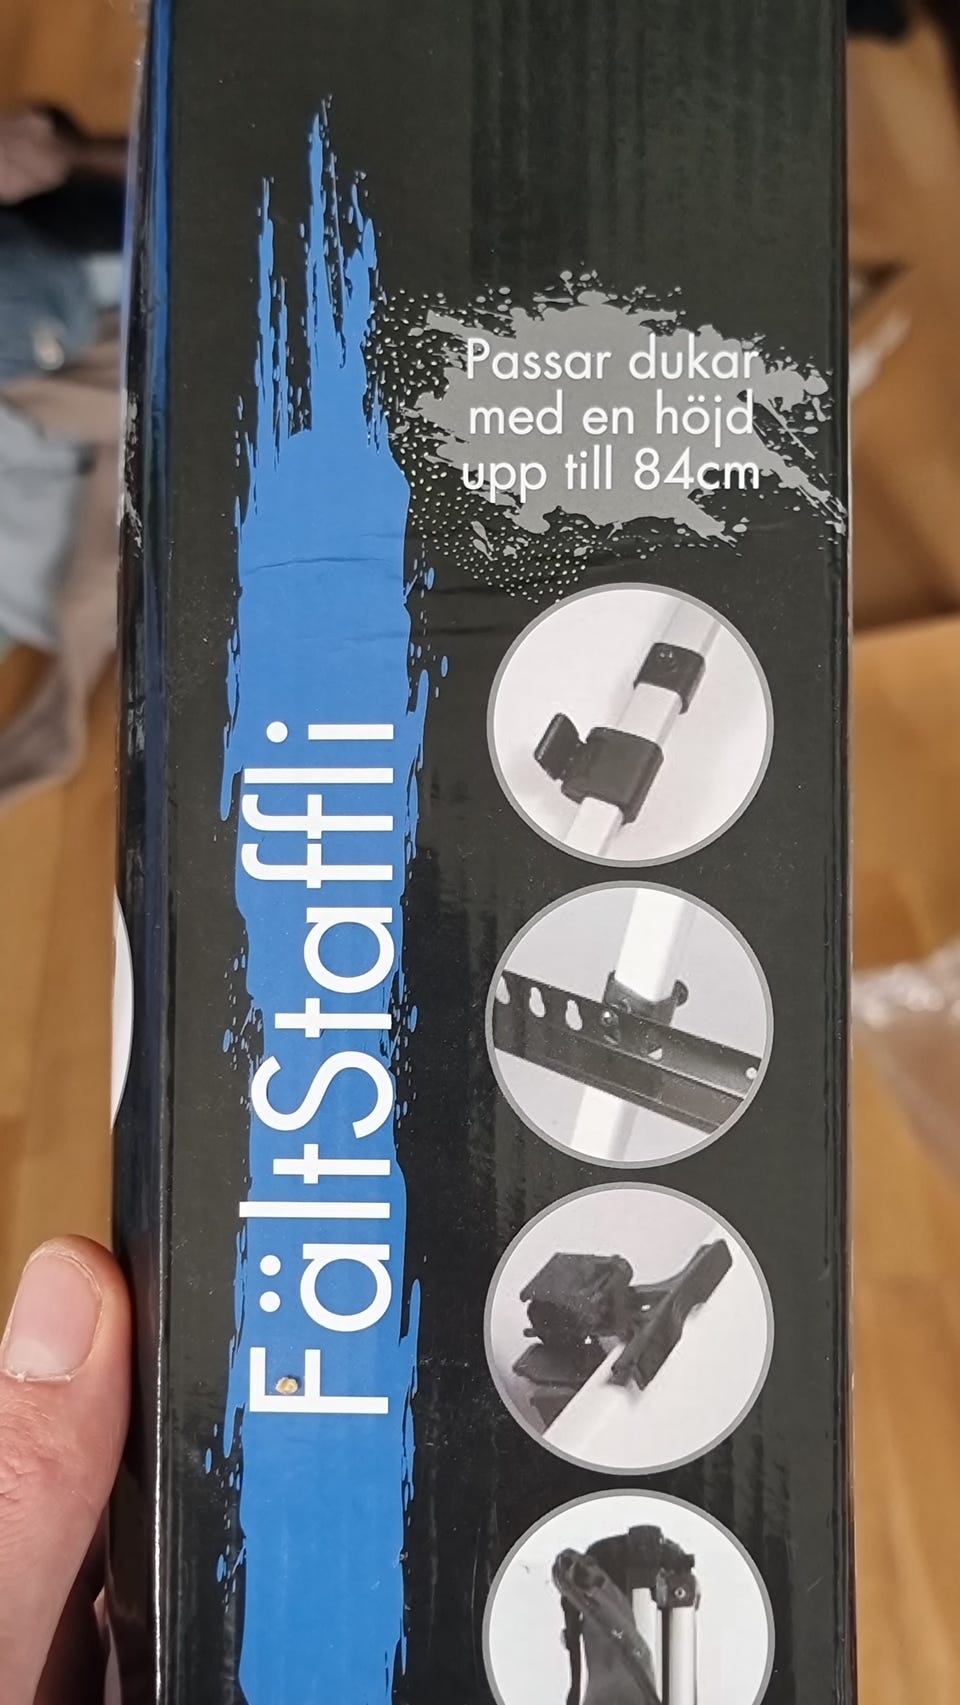 Passar dukar
med en höjd
upp till 84cm
FältStaffli